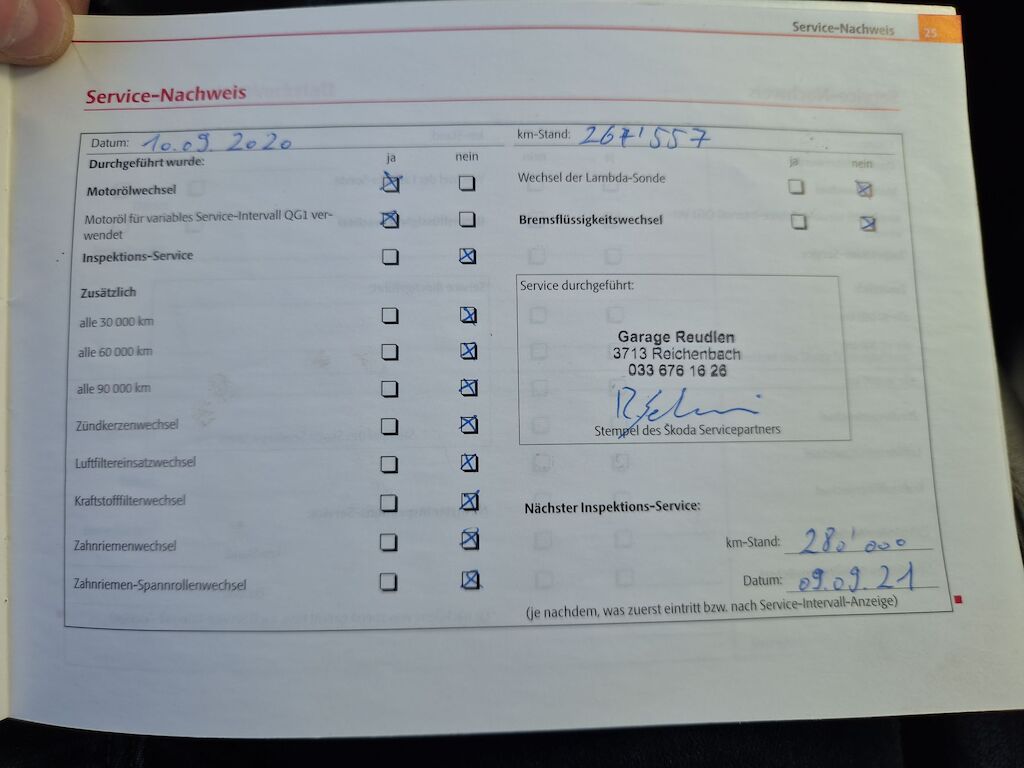 Service-Nachweis 25
Service-Nachweis
Datum: 10.09.2020
km-Stand: 267'557
Durchgeführt wurde: ja nein
ja nein
Motorölwechsel
Motoröl für variables Service-Intervall QG1 ver-
wendet
Inspektions-Service
Zusätzlich
alle 30 000 km
alle 60 000 km
alle 90 000 km
Zündkerzenwechsel
Luftfiltereinsatzwechsel
Kraftstofffilterwechsel
Zahnriemenwechsel
Zahnriemen-Spannrollenwechsel
Wechsel der Lambda-Sonde
Bremsflüssigkeitswechsel
Service durchgeführt:
Garage Reudlen
3713 Reichenbach
033 676 16 26
Stempel des Škoda Servicepartners
Nächster Inspektions-Service:
km-Stand: 280'000
Datum: 09.09.21
(je nachdem, was zuerst eintritt bzw. nach Service-Intervall-Anzeige)